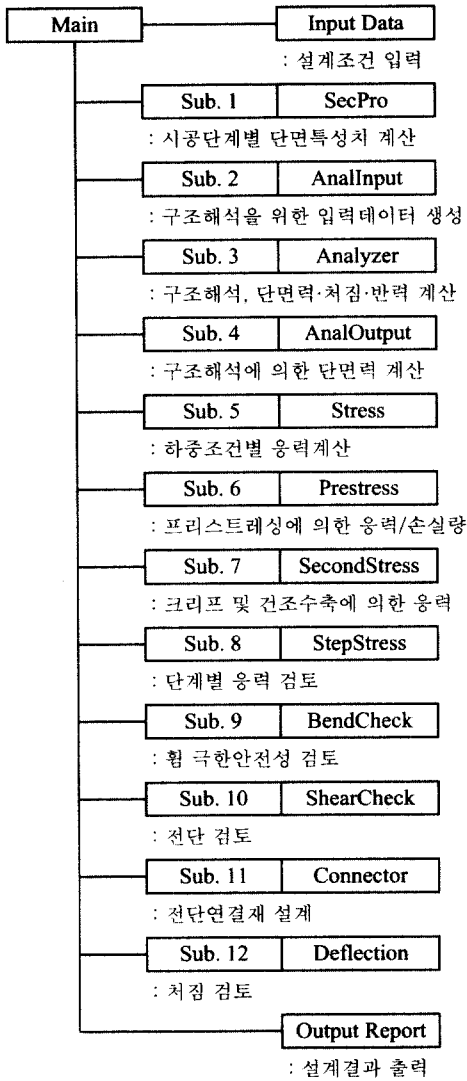 Main Input Data
: 설계조건 입력
Sub. 1 SecPro
: 시공단계별 단면특성치 계산
Sub. 2 AnalInput
: 구조해석을 위한 입력데이터 생성
Sub. 3 Analyzer
: 구조해석, 단면력·처짐·반력 계산
Sub. 4 AnalOutput
: 구조해석에 의한 단면력 계산
Sub. 5 Stress
: 하중조건별 응력계산
Sub. 6 Prestress
: 프리스트레싱에 의한 응력/손실량
Sub. 7 SecondStress
: 크리프 및 건조수축에 의한 응력
Sub. 8 StepStress
: 단계별 응력 검토
Sub. 9 BendCheck
: 휨 극한안전성 검토
Sub. 10 ShearCheck
: 전단 검토
Sub. 11 Connector
: 전단연결재 설계
Sub. 12 Deflection
: 처짐 검토
Output Report
: 설계결과 출력